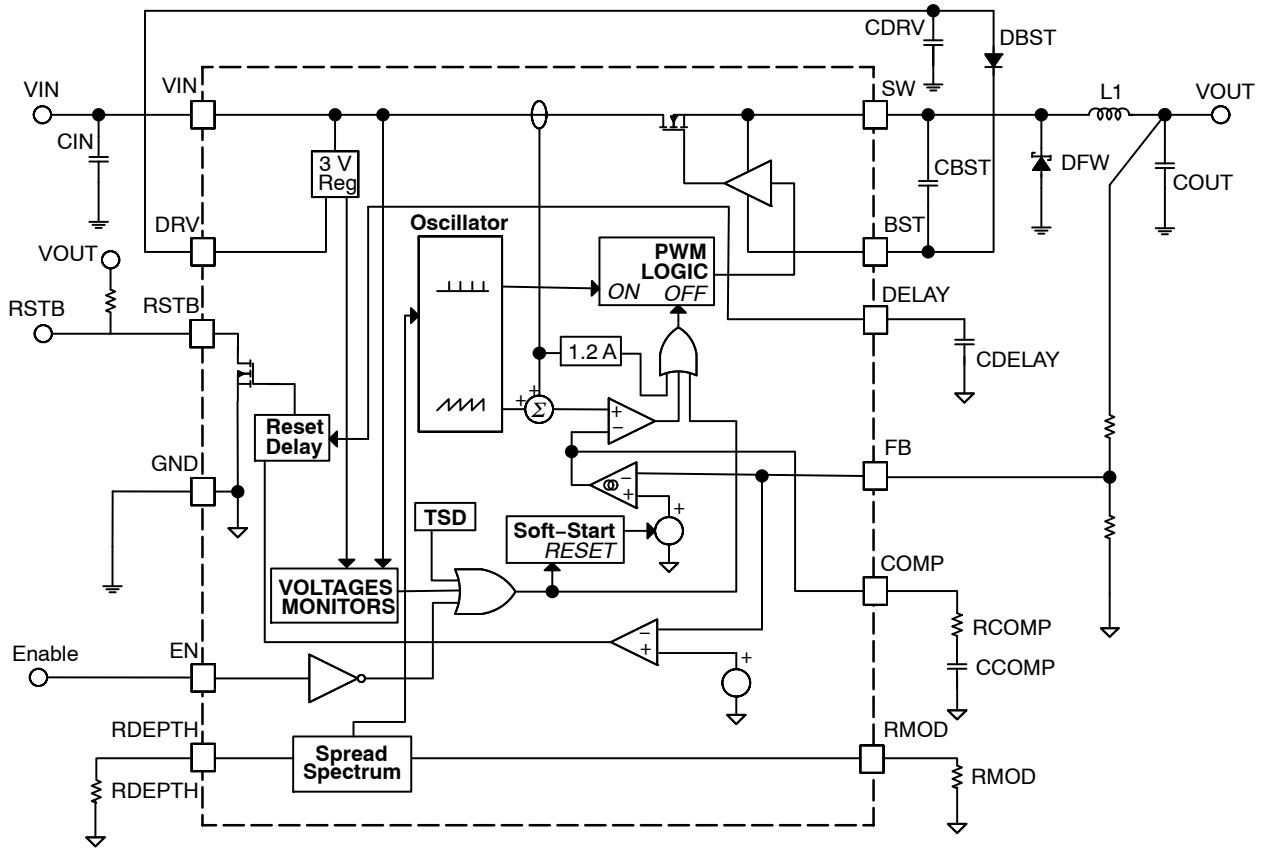 CDRV
DBST
VIN
VIN
SW
L1
VOUT
CIN
3 V
Reg
CBST
DFW
COUT
DRV
Oscillator
BST
VOUT
PWM
LOGIC
ON OFF
RSTB
RSTB
DELAY
1.2 A
CDELAY
+
+
Σ
+
−
Reset
Delay
GND
FB
−
+
+
TSD
Soft−Start
RESET
COMP
VOLTAGES
MONITORS
RCOMP
−
+
CCOMP
Enable
EN
+
RDEPTH
RMOD
Spread
Spectrum
RDEPTH
RMOD